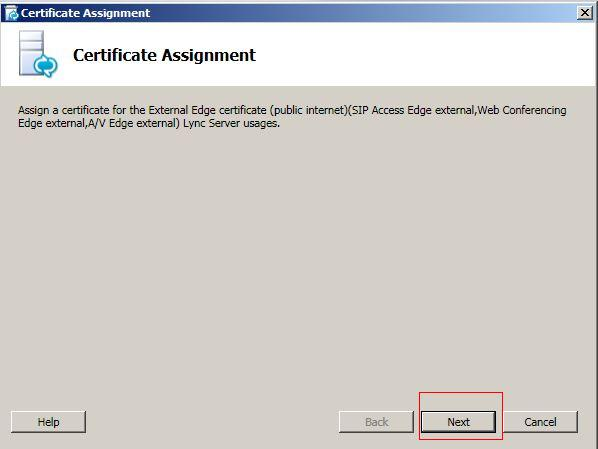 Certificate Assignment
Certificate Assignment
Assign a certificate for the External Edge certificate (public internet)(SIP Access Edge external,Web Conferencing
Edge external,A/V Edge external) Lync Server usages.
Help Back Next Cancel